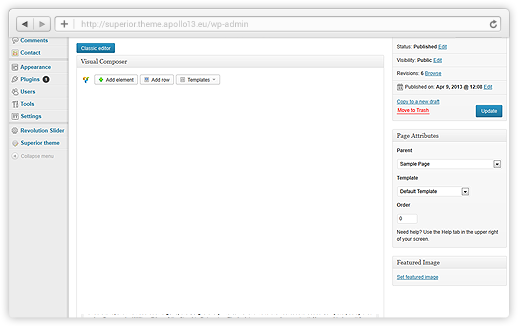 http://superior.theme.apollo13.eu/wp-admin
Comments
Contact
Appearance
Plugins 1
Users
Tools
Settings
Revolution Slider
Superior theme
Collapse menu
Classic editor
Visual Composer
Add element
Add row
Templates
Status: Published Edit
Visibility: Public Edit
Revisions: 6 Browse
Published on: Apr 9, 2013 @ 12:08 Edit
Copy to a new draft
Move to Trash
Update
Page Attributes
Parent
Sample Page
Template
Default Template
Order
0
Need help? Use the Help tab in the upper right
of your screen.
Featured Image
Set featured image